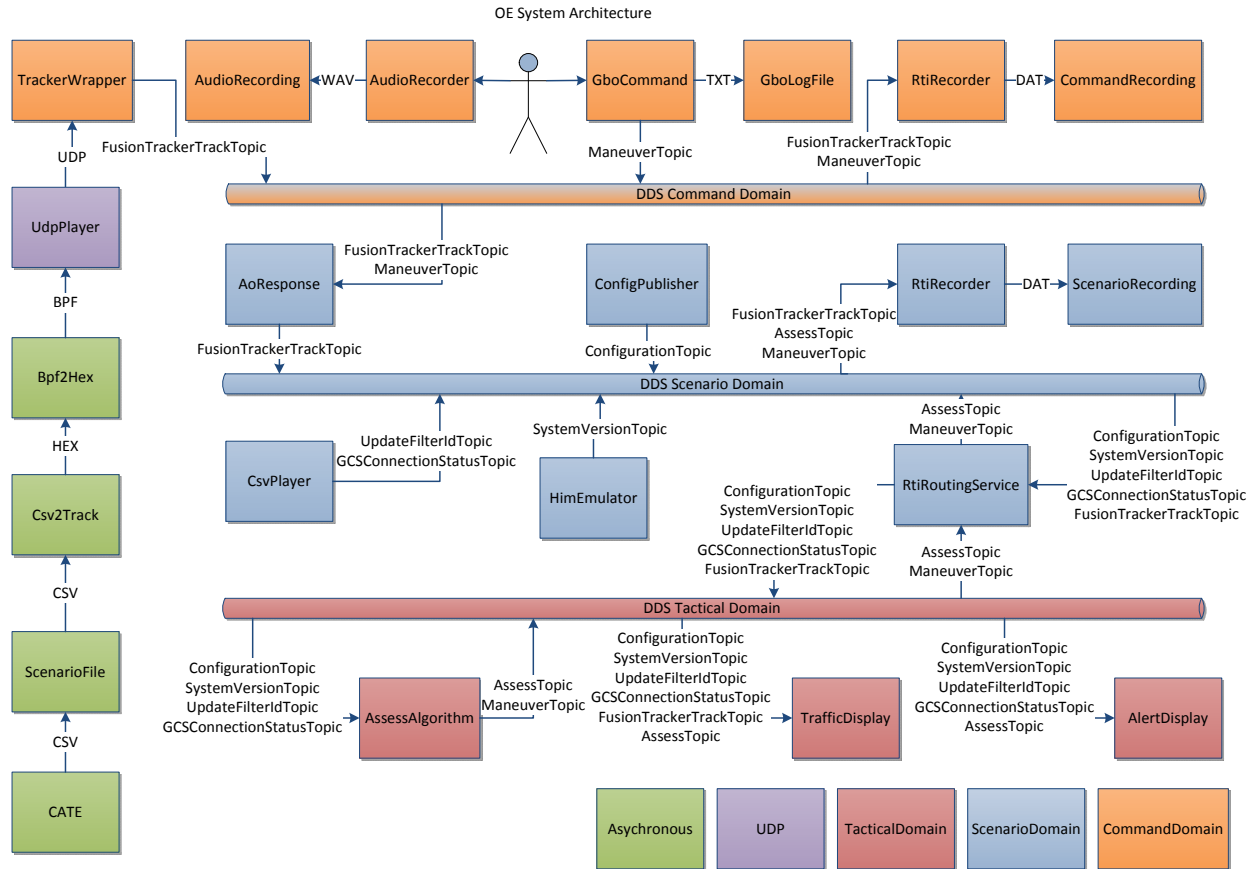 OE System Architecture
TrackerWrapper
AudioRecording
WAV
AudioRecorder
GboCommand
TXT
GboLogFile
RtiRecorder
DAT
CommandRecording
UDP
FusionTrackerTrackTopic
ManeuverTopic
FusionTrackerTrackTopic
ManeuverTopic
DDS Command Domain
UdpPlayer
BPF
Bpf2Hex
HEX
Csv2Track
CSV
ScenarioFile
CSV
CATE
FusionTrackerTrackTopic
ManeuverTopic
AoResponse
FusionTrackerTrackTopic
ConfigPublisher
ConfigurationTopic
RtiRecorder
DAT
ScenarioRecording
FusionTrackerTrackTopic
AssessTopic
ManeuverTopic
DDS Scenario Domain
CsvPlayer
UpdateFilterIdTopic
GCSConnectionStatusTopic
SystemVersionTopic
HimEmulator
AssessTopic
ManeuverTopic
RtiRoutingService
ConfigurationTopic
SystemVersionTopic
UpdateFilterIdTopic
GCSConnectionStatusTopic
FusionTrackerTrackTopic
ConfigurationTopic
SystemVersionTopic
UpdateFilterIdTopic
GCSConnectionStatusTopic
FusionTrackerTrackTopic
AssessTopic
ManeuverTopic
DDS Tactical Domain
ConfigurationTopic
SystemVersionTopic
UpdateFilterIdTopic
GCSConnectionStatusTopic
AssessAlgorithm
AssessTopic
ManeuverTopic
ConfigurationTopic
SystemVersionTopic
UpdateFilterIdTopic
GCSConnectionStatusTopic
FusionTrackerTrackTopic
AssessTopic
TrafficDisplay
ConfigurationTopic
SystemVersionTopic
UpdateFilterIdTopic
GCSConnectionStatusTopic
AssessTopic
AlertDisplay
Asychronous
UDP
TacticalDomain
ScenarioDomain
CommandDomain